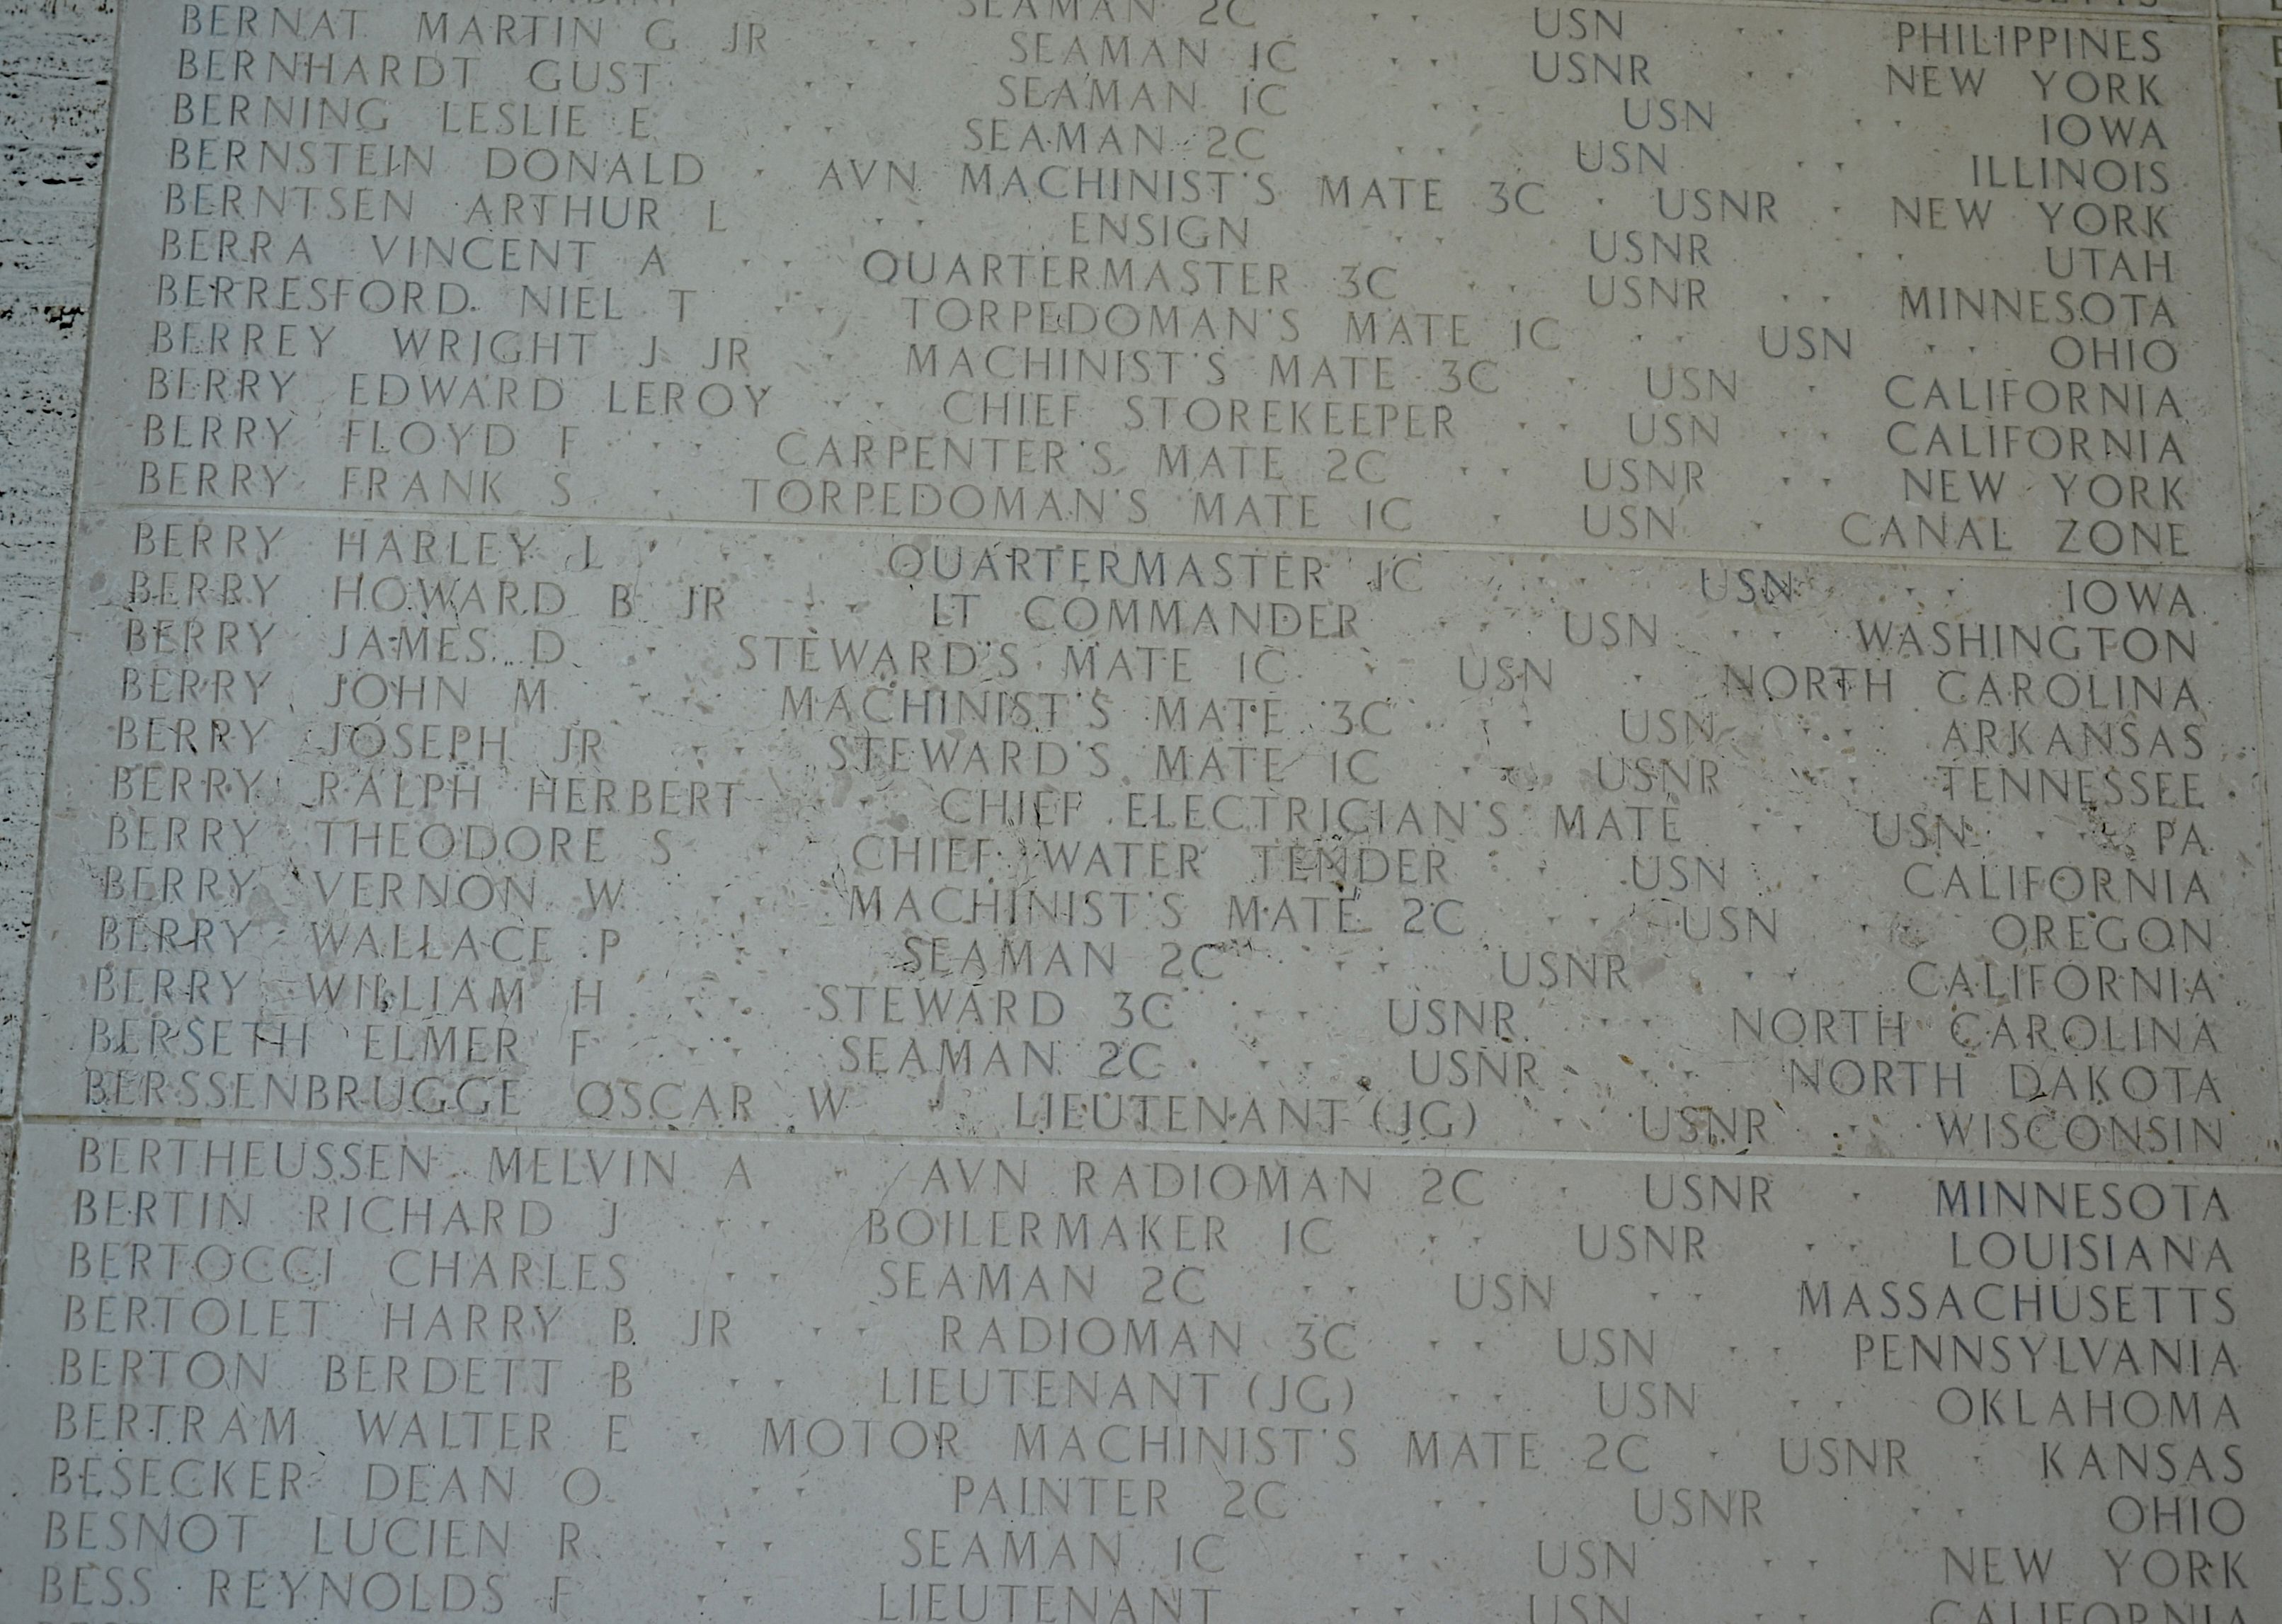 SEAMAN 2C USN PHILIPPINES
BERNAT MARTIN G JR SEAMAN 1C USNR NEW YORK
BERNHARDT GUST SEAMAN 1C USN IOWA
BERNING LESLIE E SEAMAN 2C USN ILLINOIS
BERNSTEIN DONALD AVN MACHINIST'S MATE 3C USNR NEW YORK
BERNTSEN ARTHUR L ENSIGN USNR UTAH
BERRA VINCENT A QUARTERMASTER 3C USNR MINNESOTA
BERRESFORD NIEL T TORPEDOMAN'S MATE 1C USN OHIO
BERREY WRIGHT J JR MACHINIST'S MATE 3C USN CALIFORNIA
BERRY EDWARD LEROY CHIEF STOREKEEPER USN CALIFORNIA
BERRY FLOYD F CARPENTER'S MATE 2C USNR NEW YORK
BERRY FRANK S TORPEDOMAN'S MATE 1C USN CANAL ZONE
BERRY HARLEY L QUARTERMASTER 1C USN IOWA
BERRY HOWARD B JR LT COMMANDER USN WASHINGTON
BERRY JAMES D STEWARD'S MATE 1C USN NORTH CAROLINA
BERRY JOHN M MACHINIST'S MATE 3C USN ARKANSAS
BERRY JOSEPH JR STEWARD'S MATE 1C USNR TENNESSEE
BERRY RALPH HERBERT CHIEF ELECTRICIAN'S MATE USN PA
BERRY THEODORE S CHIEF WATER TENDER USN CALIFORNIA
BERRY VERNON W MACHINIST'S MATE 2C USN OREGON
BERRY WALLACE P SEAMAN 2C USNR CALIFORNIA
BERRY WILLIAM H STEWARD 3C USNR NORTH CAROLINA
BERSETH ELMER F SEAMAN 2C USNR NORTH DAKOTA
BERSSENBRUGGE OSCAR W LIEUTENANT (JG) USNR WISCONSIN
BERTHEUSSEN MELVIN A AVN RADIOMAN 2C USNR MINNESOTA
BERTIN RICHARD J BOILERMAKER 1C USNR LOUISIANA
BERTOCCI CHARLES SEAMAN 2C USN MASSACHUSETTS
BERTOLET HARRY B JR RADIOMAN 3C USN PENNSYLVANIA
BERTON BERDETT B LIEUTENANT (JG) USN OKLAHOMA
BERTRAM WALTER E MOTOR MACHINIST'S MATE 2C USNR KANSAS
BESECKER DEAN O PAINTER 2C USNR OHIO
BESNOT LUCIEN R SEAMAN 1C USN NEW YORK
BESS REYNOLDS F LIEUTENANT USN CALIFORNIA